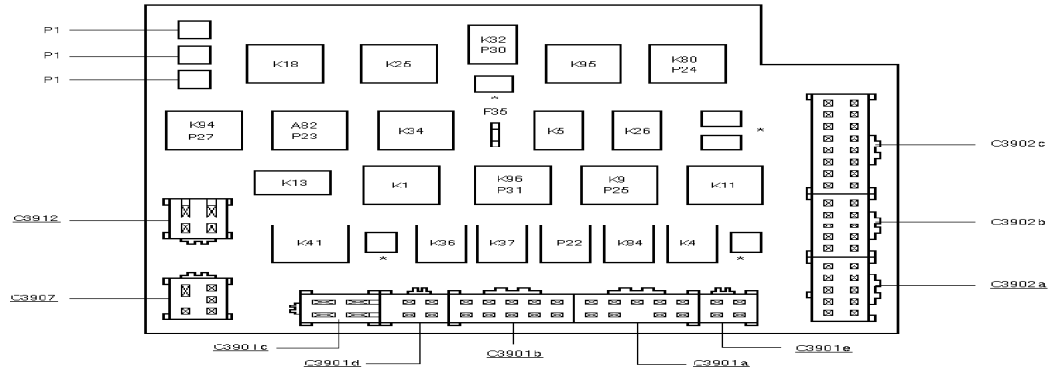 P1
P1
P1
K18
K25
K32
P30
K95
K80
P24
*
F35
K94
P27
A82
P23
K34
K5
K26
*
C3902c
K13
K1
K96
P31
K9
P25
K11
C3912
C3902b
K41
*
K36
K37
P22
K84
K4
*
C3907
C3902a
C3901c
C3901d
C3901b
C3901a
C3901e